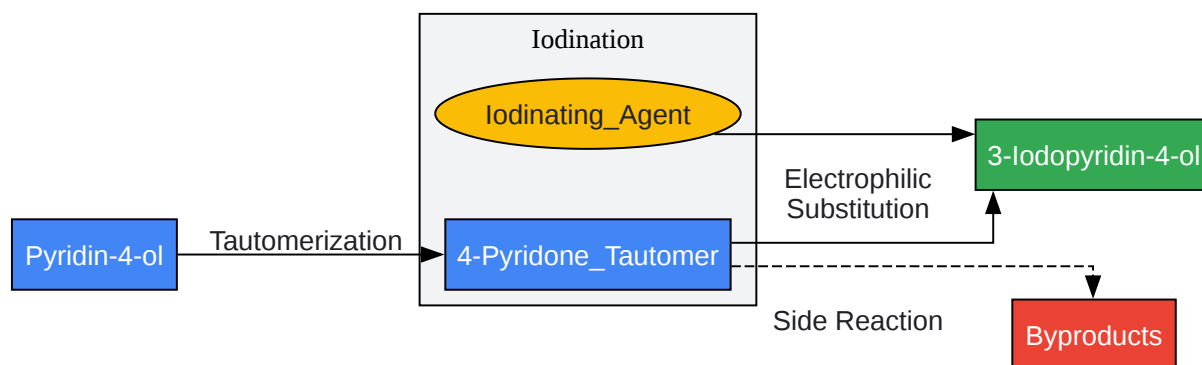 Iodination
Iodinating_Agent
3-Iodopyridin-4-ol
Electrophilic
Substitution
Pyridin-4-ol
Tautomerization
4-Pyridone_Tautomer
Side Reaction
Byproducts